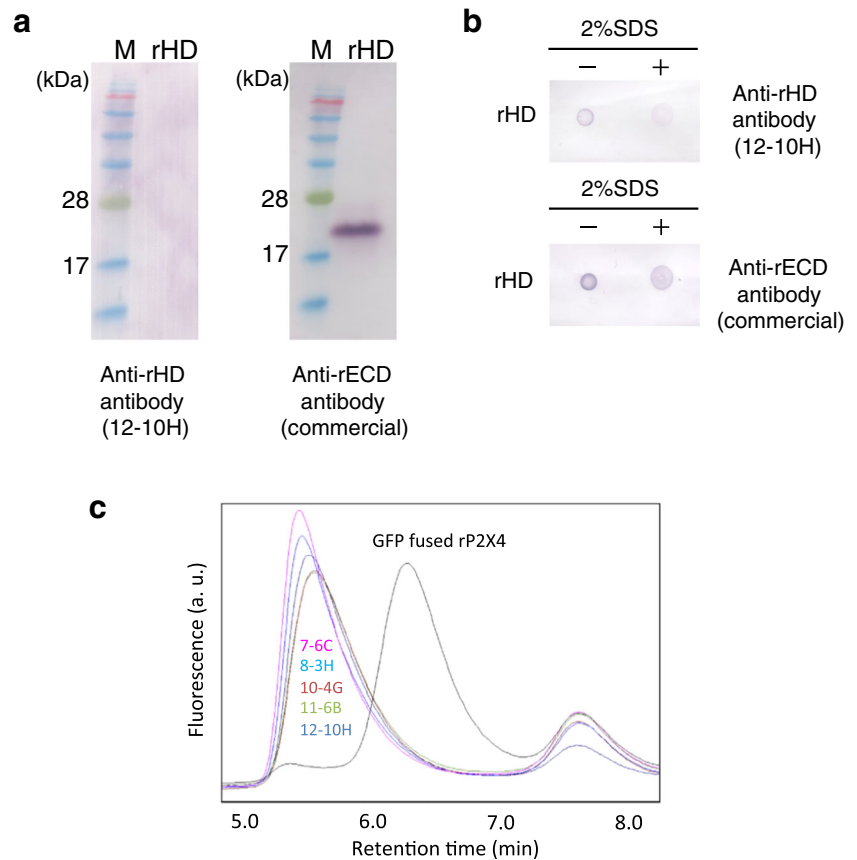 a
M rHD
(kDa)
28
17
Anti-rHD
antibody
(12-10H)
M rHD
(kDa)
28
17
Anti-rECD
antibody
(commercial)
b
2%SDS
− +
rHD
Anti-rHD
antibody
(12-10H)
2%SDS
− +
rHD
Anti-rECD
antibody
(commercial)
c
GFP fused rP2X4
7-6C
8-3H
10-4G
11-6B
12-10H
Fluorescence (a. u.)
5.0 6.0 7.0 8.0
Retention time (min)